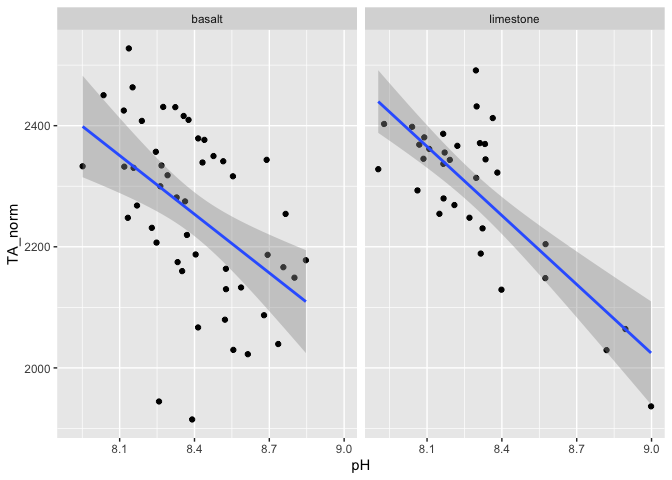 basalt
limestone
TA_norm
2400
2200
2000
8.1 8.4 8.7 9.0
8.1 8.4 8.7 9.0
pH